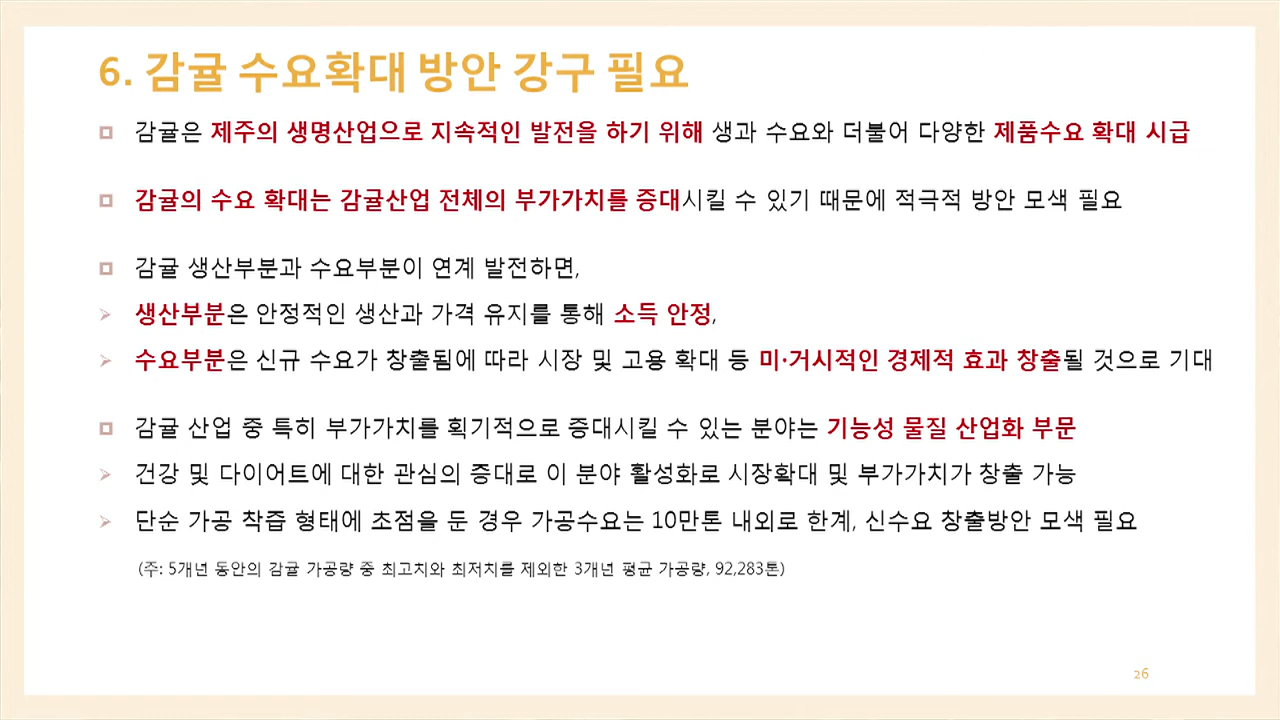 6. 감귤 수요확대 방안 강구 필요
감귤은 제주의 생명산업으로 지속적인 발전을 하기 위해 생과 수요와 더불어 다양한 제품수요 확대 시급
감귤의 수요 확대는 감귤산업 전체의 부가가치를 증대시킬 수 있기 때문에 적극적 방안 모색 필요
감귤 생산부분과 수요부분이 연계 발전하면,
생산부분은 안정적인 생산과 가격 유지를 통해 소득 안정,
수요부분은 신규 수요가 창출됨에 따라 시장 및 고용 확대 등 미·거시적인 경제적 효과 창출될 것으로 기대
감귤 산업 중 특히 부가가치를 획기적으로 증대시킬 수 있는 분야는 기능성 물질 산업화 부문
건강 및 다이어트에 대한 관심의 증대로 이 분야 활성화로 시장확대 및 부가가치가 창출 가능
단순 가공 착즙 형태에 초점을 둔 경우 가공수요는 10만톤 내외로 한계, 신수요 창출방안 모색 필요
(주: 5개년 동안의 감귤 가공량 중 최고치와 최저치를 제외한 3개년 평균 가공량, 92,283톤)
26